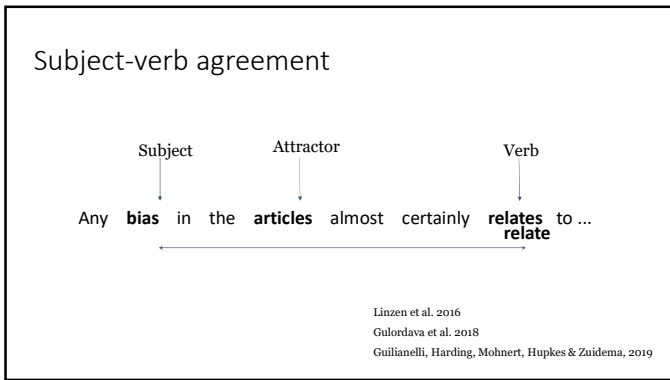 Subject-verb agreement
Subject Attractor Verb
Any bias in the articles almost certainly relates to ...
relate
Linzen et al. 2016
Gulordava et al. 2018
Guilianelli, Harding, Mohnert, Hupkes & Zuidema, 2019